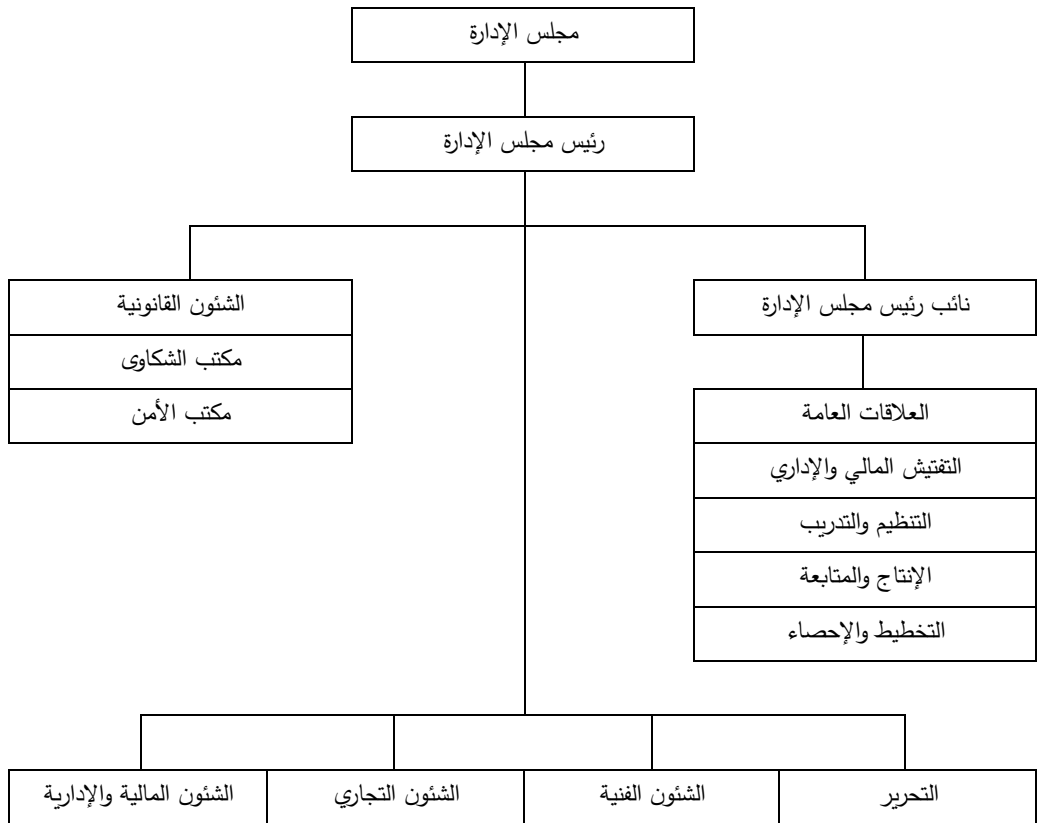 مجلس الإدارة
رئيس مجلس الإدارة
نائب رئيس مجلس الإدارة
العلاقات العامة
التفتيش المالي والإداري
التنظيم والتدريب
الإنتاج والمتابعة
التخطيط والإحصاء
الشئون القانونية
مكتب الشكاوى
مكتب الأمن
التحرير
الشئون الفنية
الشئون التجاري
الشئون المالية والإدارية